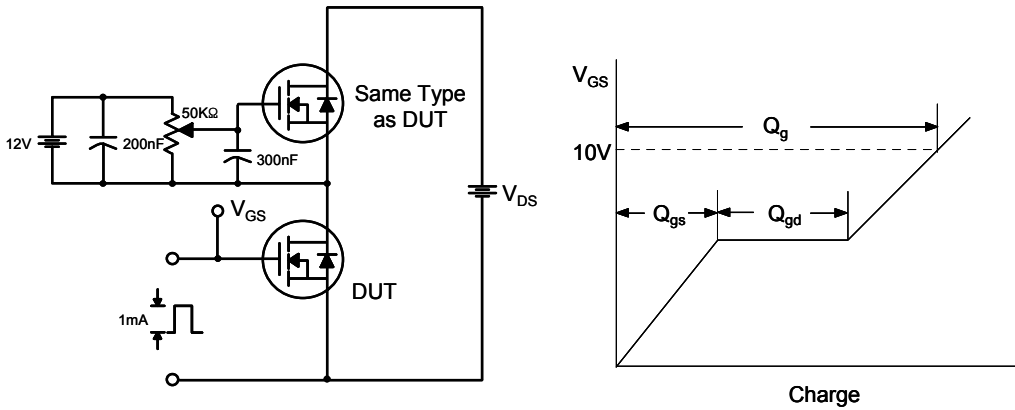 Same Type
as DUT
50KΩ
12V
200nF
300nF
V_DS
V_GS
DUT
1mA
V_GS
Q_g
10V
Q_gs
Q_gd
Charge